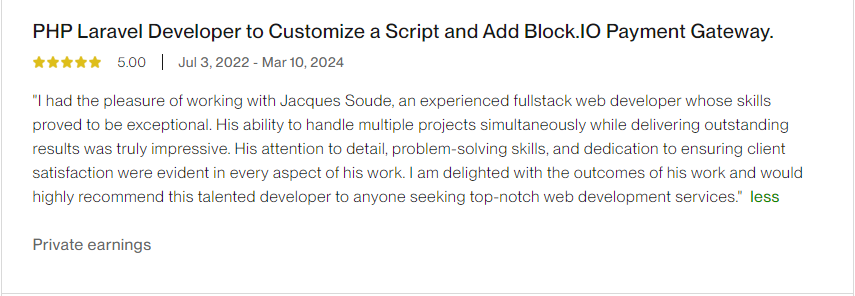 PHP Laravel Developer to Customize a Script and Add Block.IO Payment Gateway.
5.00 | Jul 3, 2022 - Mar 10, 2024
"I had the pleasure of working with Jacques Soude, an experienced fullstack web developer whose skills
proved to be exceptional. His ability to handle multiple projects simultaneously while delivering outstanding
results was truly impressive. His attention to detail, problem-solving skills, and dedication to ensuring client
satisfaction were evident in every aspect of his work. I am delighted with the outcomes of his work and would
highly recommend this talented developer to anyone seeking top-notch web development services." less
Private earnings